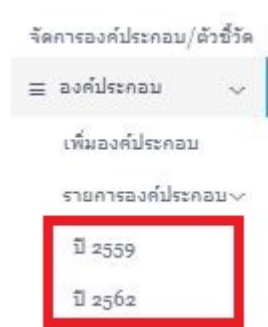 จัดการองค์ประกอบ/ตัวชี้วัด
องค์ประกอบ
เพิ่มองค์ประกอบ
รายการองค์ประกอบ
ปี 2559
ปี 2562